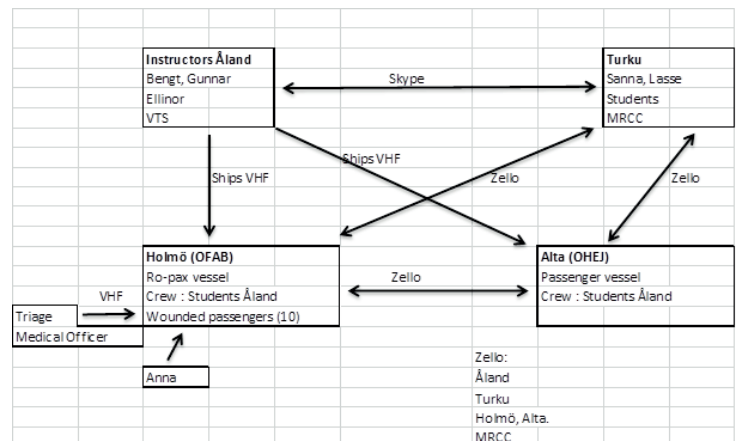 Instructors Åland
Bengt, Gunnar
Ellinor
VTS
Skype
Turku
Sanna, Lasse
Students
MRCC
Ships VHF
Ships VHF
Zello
Zello
Holmö (OFAB)
Ro-pax vessel
Crew : Students Åland
Wounded passengers (10)
Zello
Alta (OHEJ)
Passenger vessel
Crew : Students Åland
VHF
Triage
Medical Officer
Anna
Zello:
Åland
Turku
Holmö, Alta.
MRCC